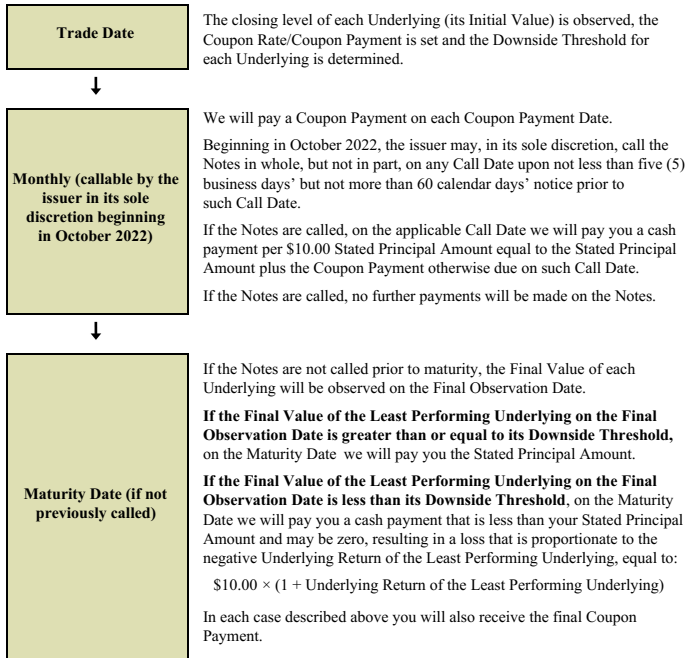 Trade Date
The closing level of each Underlying (its Initial Value) is observed, the
Coupon Rate/Coupon Payment is set and the Downside Threshold for
each Underlying is determined.
Monthly (callable by the
issuer in its sole
discretion beginning
in October 2022)
We will pay a Coupon Payment on each Coupon Payment Date.
Beginning in October 2022, the issuer may, in its sole discretion, call the
Notes in whole, but not in part, on any Call Date upon not less than five (5)
business days’ but not more than 60 calendar days’ notice prior to
such Call Date.
If the Notes are called, on the applicable Call Date we will pay you a cash
payment per $10.00 Stated Principal Amount equal to the Stated Principal
Amount plus the Coupon Payment otherwise due on such Call Date.
If the Notes are called, no further payments will be made on the Notes.
Maturity Date (if not
previously called)
If the Notes are not called prior to maturity, the Final Value of each
Underlying will be observed on the Final Observation Date.
If the Final Value of the Least Performing Underlying on the Final
Observation Date is greater than or equal to its Downside Threshold,
on the Maturity Date we will pay you the Stated Principal Amount.
If the Final Value of the Least Performing Underlying on the Final
Observation Date is less than its Downside Threshold, on the Maturity
Date we will pay you a cash payment that is less than your Stated Principal
Amount and may be zero, resulting in a loss that is proportionate to the
negative Underlying Return of the Least Performing Underlying, equal to:
$10.00 × (1 + Underlying Return of the Least Performing Underlying)
In each case described above you will also receive the final Coupon
Payment.